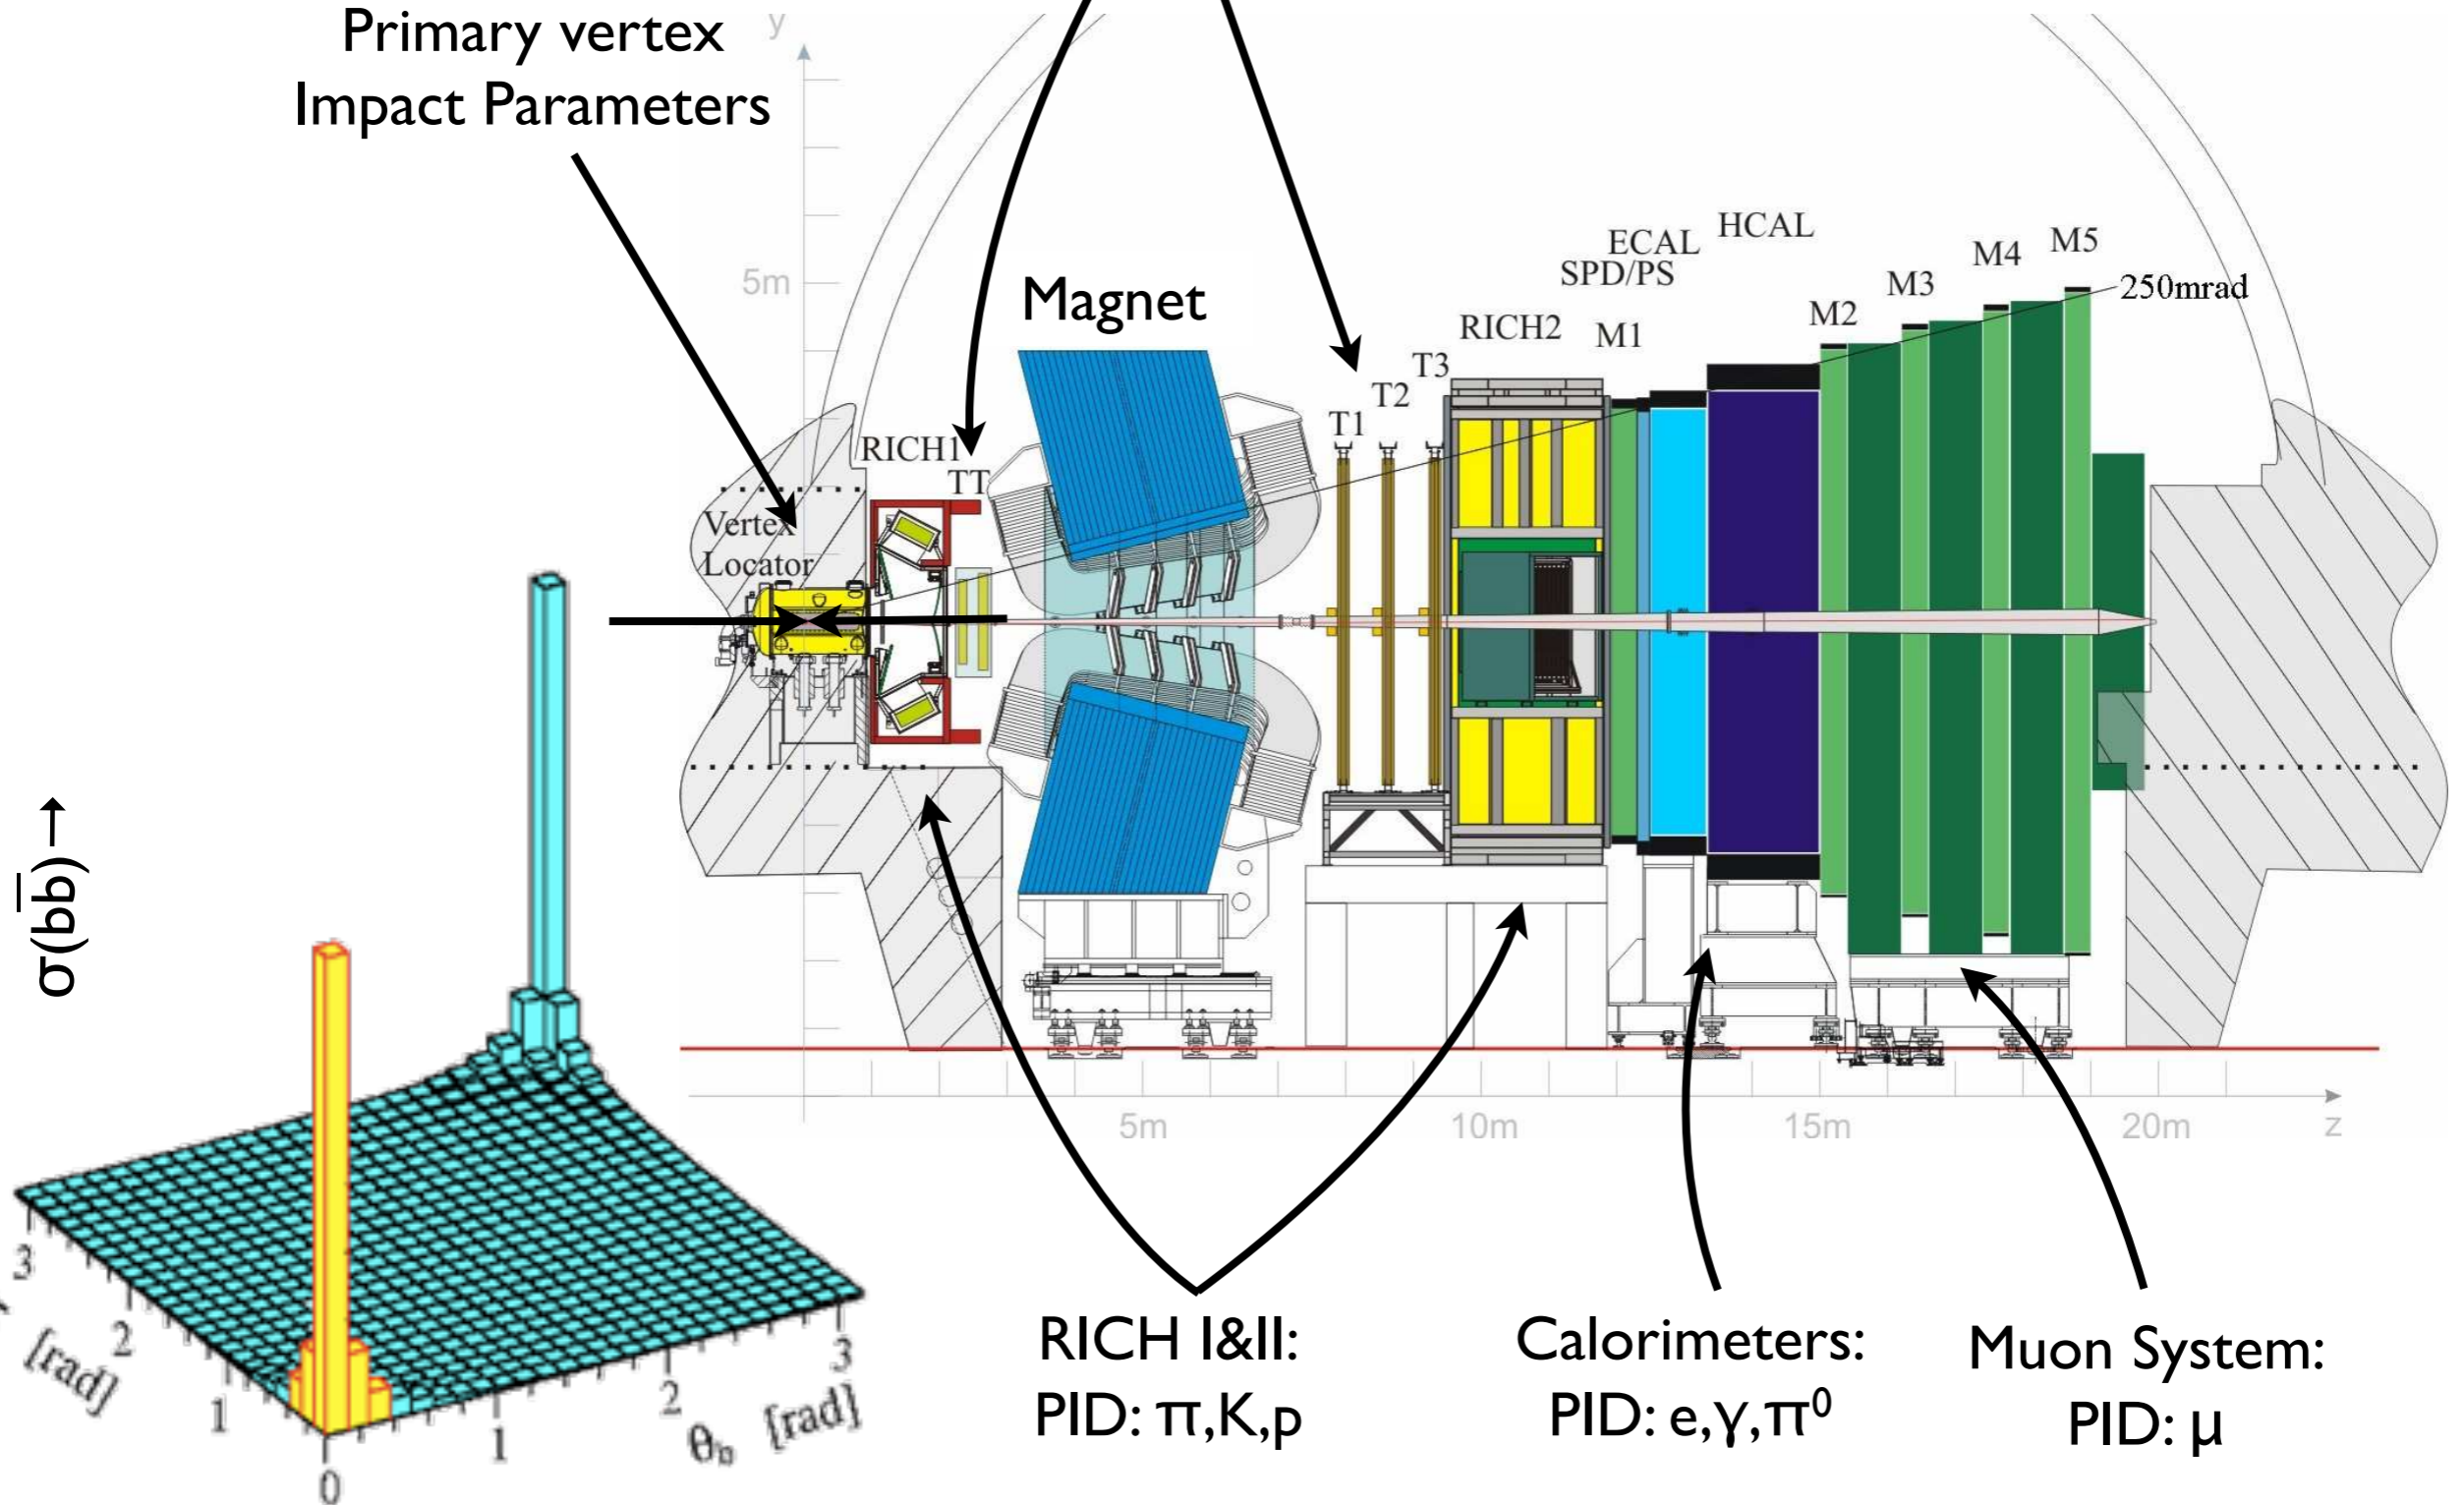 Primary vertex
Impact Parameters
y
5m
Magnet
HCAL
ECAL
SPD/PS
M5
M4
M3
M2
250mrad
RICH2
M1
T3
T2
T1
RICH1
TT
Vertex
Locator
σ(bb̅)→
5m
10m
15m
20m
z
3
2
1
[rad]
0
1
2
3
θb
[rad]
RICH I&II:
PID: π,K,p
Calorimeters:
PID: e,γ,π⁰
Muon System:
PID: μ